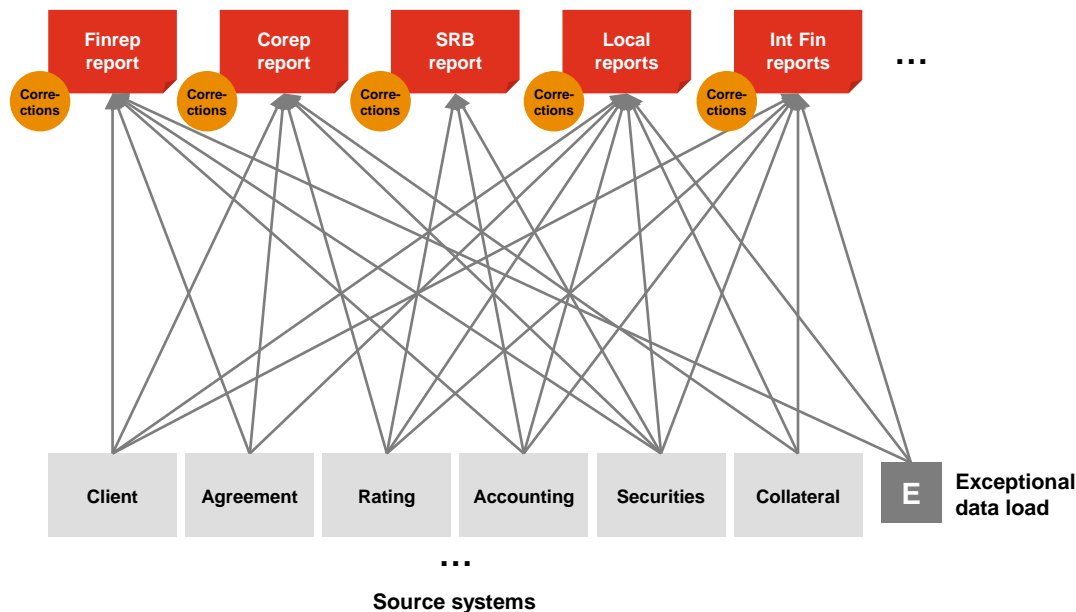 Finrep
report
Corep
report
SRB
report
Local
reports
Int Fin
reports
...
Corre-
ctions
Corre-
ctions
Corre-
ctions
Corre-
ctions
Corre-
ctions
Client
Agreement
Rating
Accounting
Securities
Collateral
E
Exceptional
data load
...
Source systems